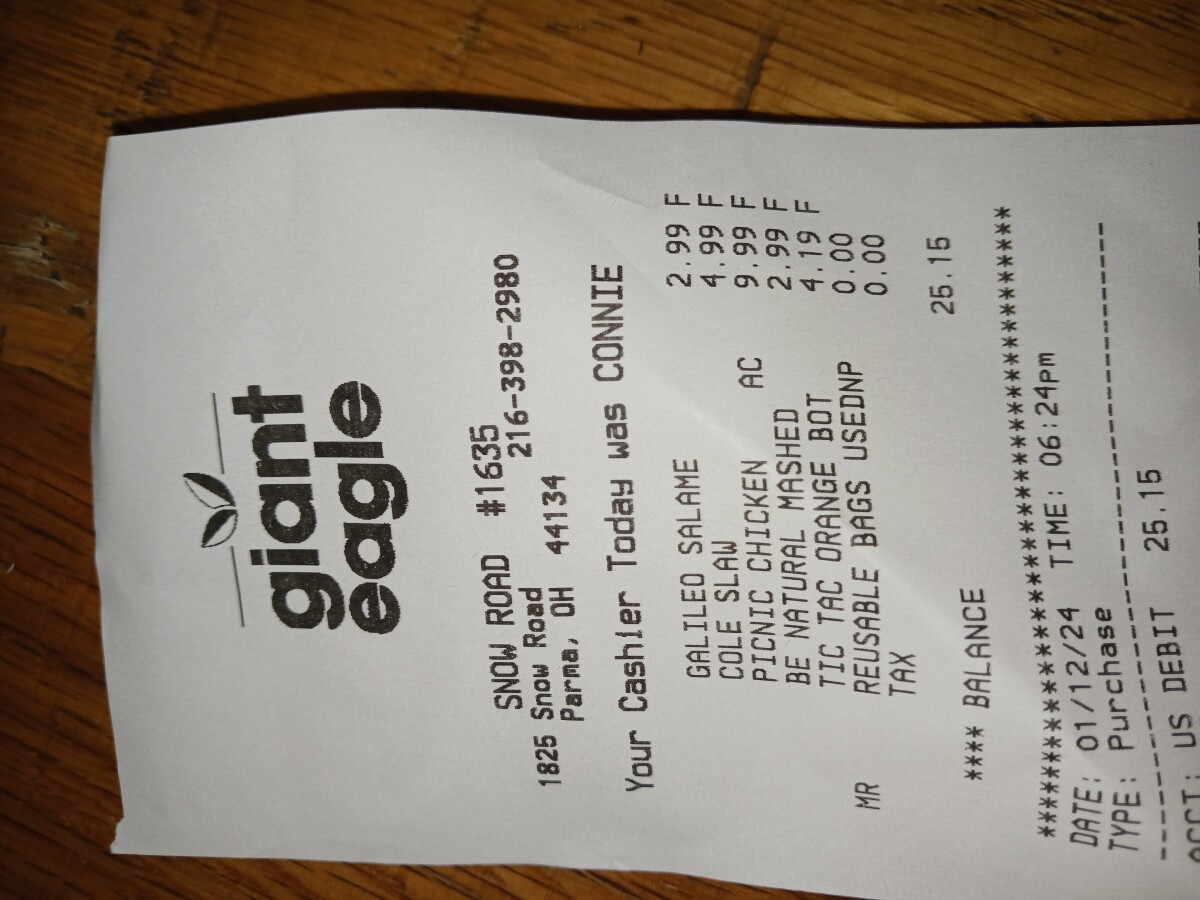 giant
eagle
SNOW ROAD #1635
1825 Snow Road 216-398-2980
Parma, OH 44134
Your Cashier Today was CONNIE
GALILEO SALAME 2.99 F
COLE SLAW 4.99 F
PICNIC CHICKEN AC 9.99 F
BE NATURAL MASHED 2.99 F
TIC TAC ORANGE BOT 4.19 F
MR REUSABLE BAGS USEDNP 0.00
TAX 0.00
**** BALANCE 25.15
****************************************
DATE: 01/12/24 TIME: 06:24pm
TYPE: Purchase
----------------------------------------
ACCT: US DEBIT 25.15